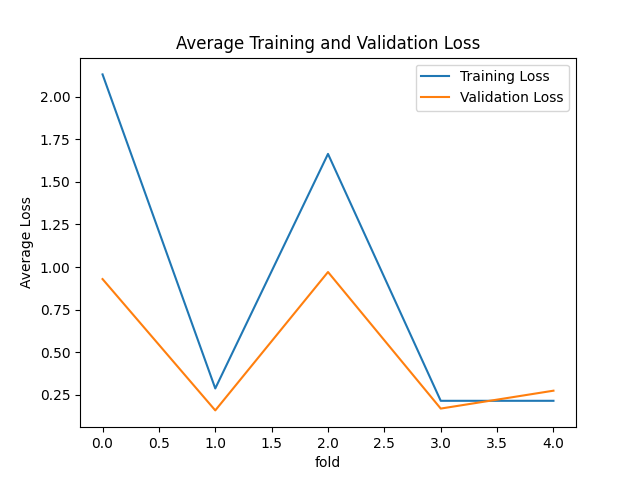 Average Training and Validation Loss
Training Loss
Validation Loss
2.00
1.75
1.50
1.25
1.00
0.75
0.50
0.25
Average Loss
0.0 0.5 1.0 1.5 2.0 2.5 3.0 3.5 4.0
fold